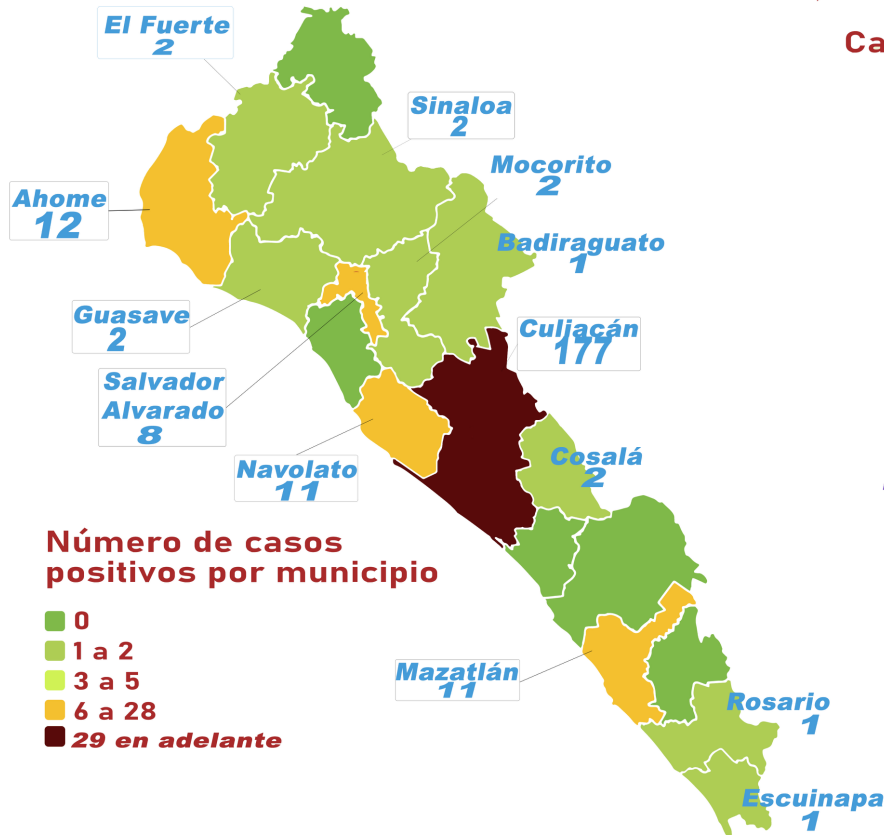 El Fuerte
2
Ca
Sinaloa
2
Mocorito
2
Ahome
12
Badiraguato
1
Guasave
2
Culiacán
177
Salvador
Alvarado
8
Navolato
11
Cosalá
2
Número de casos
positivos por municipio
0
1 a 2
3 a 5
6 a 28
29 en adelante
Mazatlán
11
Rosario
1
Escuinapa
1